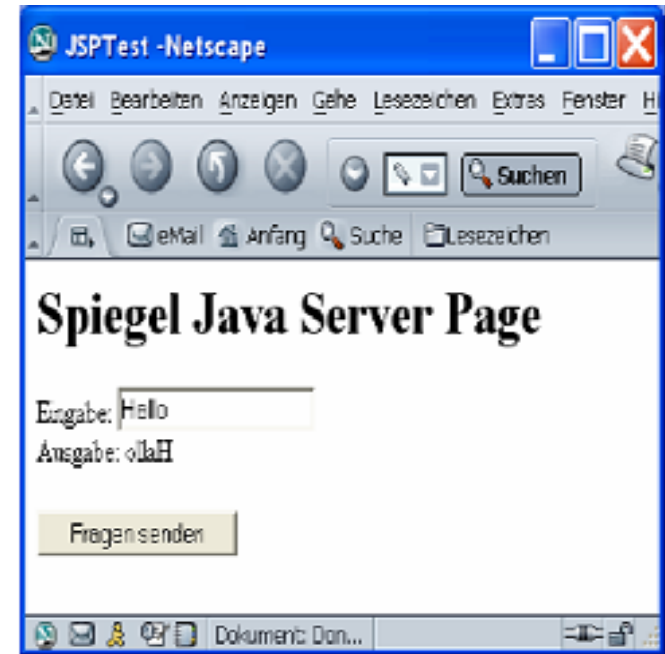 JSPTest -Netscape
Datei Bearbeiten Anzeigen Gehe Lesezeichen Extras Fenster Hi
Suchen
eMail Anfang Suche Lesezeichen
Spiegel Java Server Page
Eingabe: Hallo
Ausgabe: ollaH
Fragen senden
Dokument: Don...